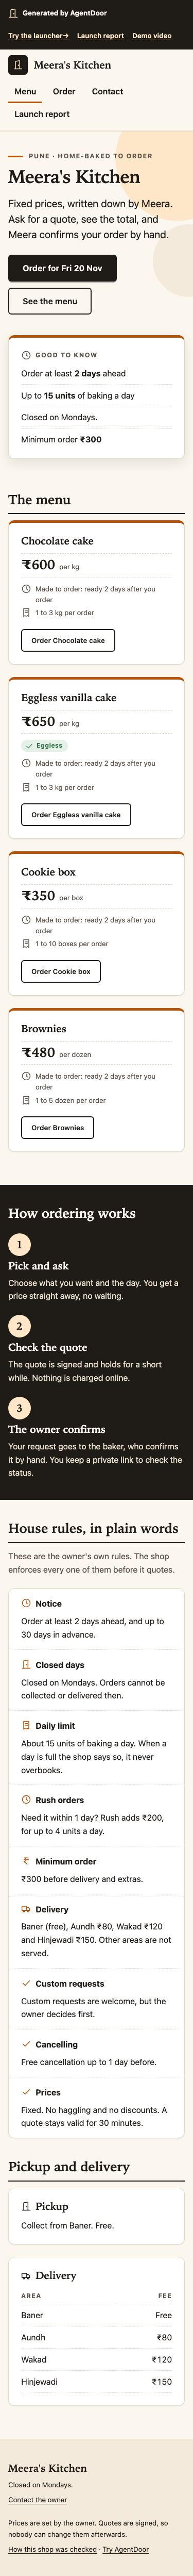 Generated by AgentDoor
Try the launcher→ Launch report Demo video
Meera's Kitchen
Menu Order Contact
Launch report
PUNE · HOME-BAKED TO ORDER
Meera's Kitchen
Fixed prices, written down by Meera.
Ask for a quote, see the total, and
Meera confirms your order by hand.
Order for Fri 20 Nov
See the menu
GOOD TO KNOW
Order at least 2 days ahead
Up to 15 units of baking a day
Closed on Mondays.
Minimum order ₹300
The menu
Chocolate cake
₹600 per kg
Made to order: ready 2 days after you
order
1 to 3 kg per order
Order Chocolate cake
Eggless vanilla cake
₹650 per kg
Eggless
Made to order: ready 2 days after you
order
1 to 3 kg per order
Order Eggless vanilla cake
Cookie box
₹350 per box
Made to order: ready 2 days after you
order
1 to 10 boxes per order
Order Cookie box
Brownies
₹480 per dozen
Made to order: ready 2 days after you
order
1 to 5 dozen per order
Order Brownies
How ordering works
1
Pick and ask
Choose what you want and the day. You get a
price straight away, no waiting.
2
Check the quote
The quote is signed and holds for a short
while. Nothing is charged online.
3
The owner confirms
Your request goes to the baker, who confirms
it by hand. You keep a private link to check the
status.
House rules, in plain words
These are the owner's own rules. The shop
enforces every one of them before it quotes.
Notice
Order at least 2 days ahead, and up to
30 days in advance.
Closed days
Closed on Mondays. Orders cannot be
collected or delivered then.
Daily limit
About 15 units of baking a day. When a
day is full the shop says so, it never
overbooks.
Rush orders
Need it within 1 day? Rush adds ₹200,
for up to 4 units a day.
₹ Minimum order
₹300 before delivery and extras.
Delivery
Baner (free), Aundh ₹80, Wakad ₹120
and Hinjewadi ₹150. Other areas are not
served.
Custom requests
Custom requests are welcome, but the
owner decides first.
Cancelling
Free cancellation up to 1 day before.
Prices
Fixed. No haggling and no discounts. A
quote stays valid for 30 minutes.
Pickup and delivery
Pickup
Collect from Baner. Free.
Delivery
AREA FEE
Baner Free
Aundh ₹80
Wakad ₹120
Hinjewadi ₹150
Meera's Kitchen
Closed on Mondays.
Contact the owner
Prices are set by the owner. Quotes are signed, so
nobody can change them afterwards.
How this shop was checked · Try AgentDoor